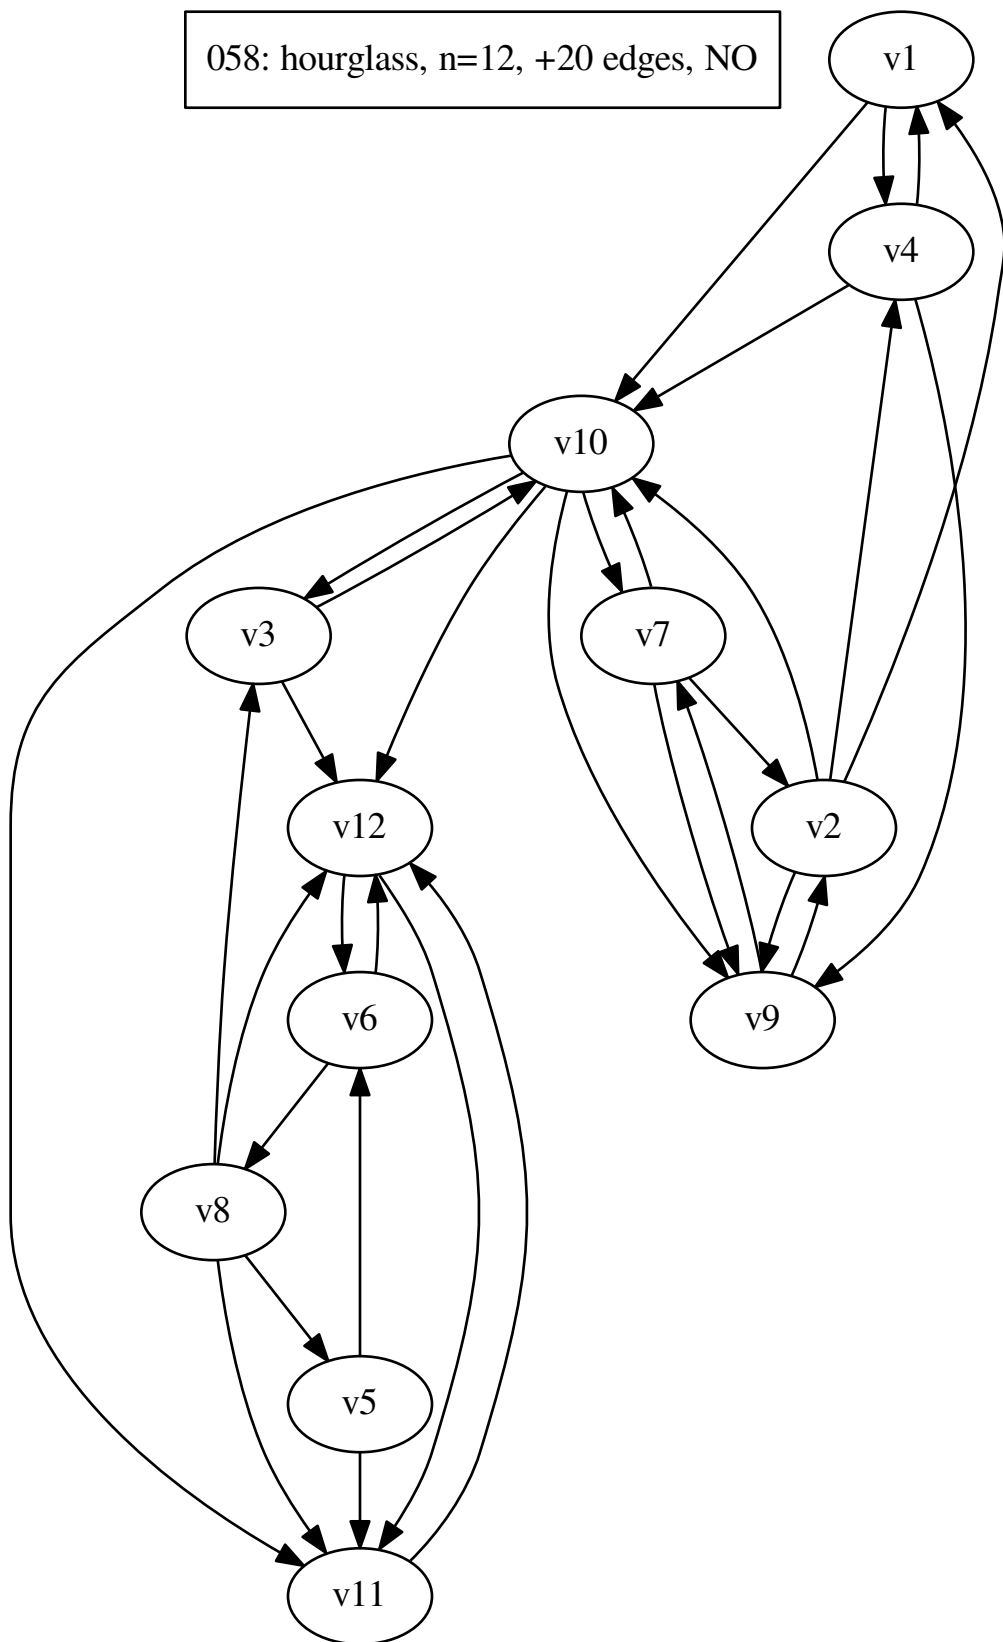 058: hourglass, n=12, +20 edges, NO
v1
v4
v10
v3
v7
v12
v2
v6
v9
v8
v5
v11